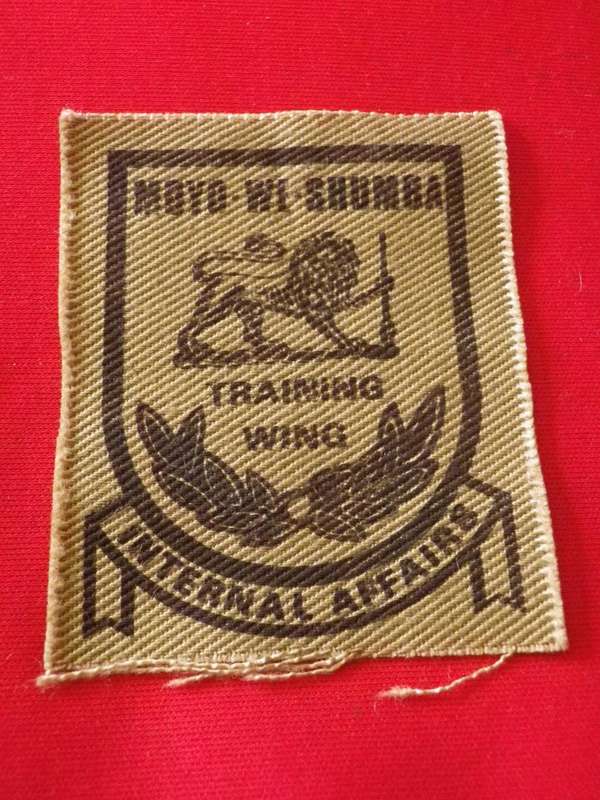 MOYO·WE·SHUMBA
TRAINING
WING
INTERNAL AFFAIRS